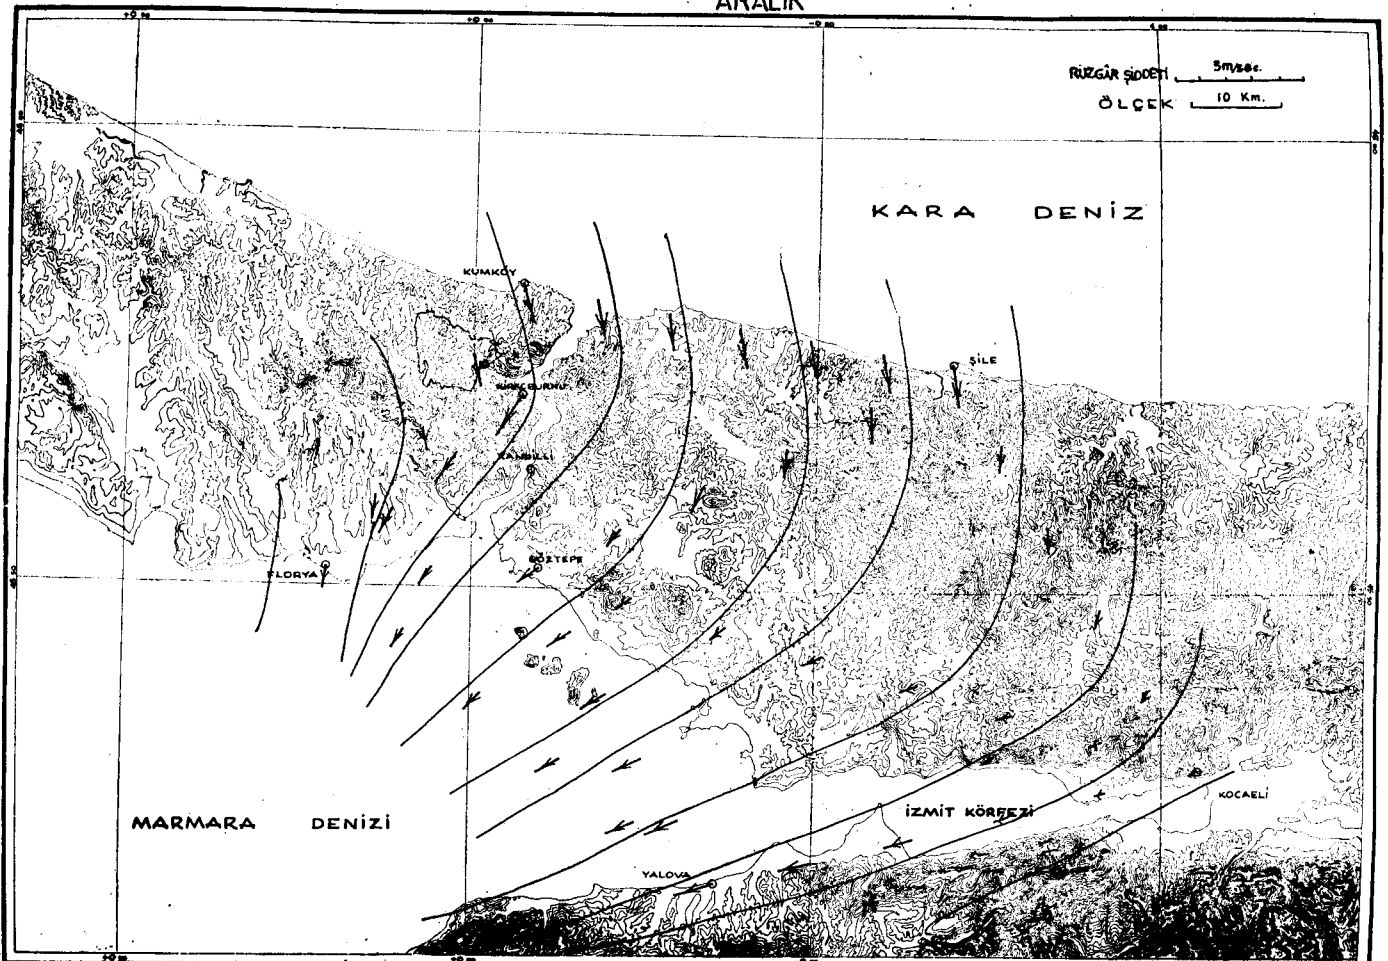 ARALIK
RÜZGÂR ŞİDDETİ 5m/sec.
ÖLÇEK 10 Km.
KARA DENİZ
KUMKÖY
ŞİLE
KANDİLLİ
GÖZTEPE
FLORYA
KOCAELİ
MARMARA DENİZİ
İZMİT KÖRFEZİ
YALOVA